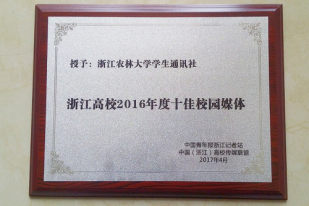 授予：浙江农林大学学生通讯社
浙江高校2016年度十佳校园媒体
中国青年报浙江记者站
中国（浙江）高校传媒联盟
2017年4月